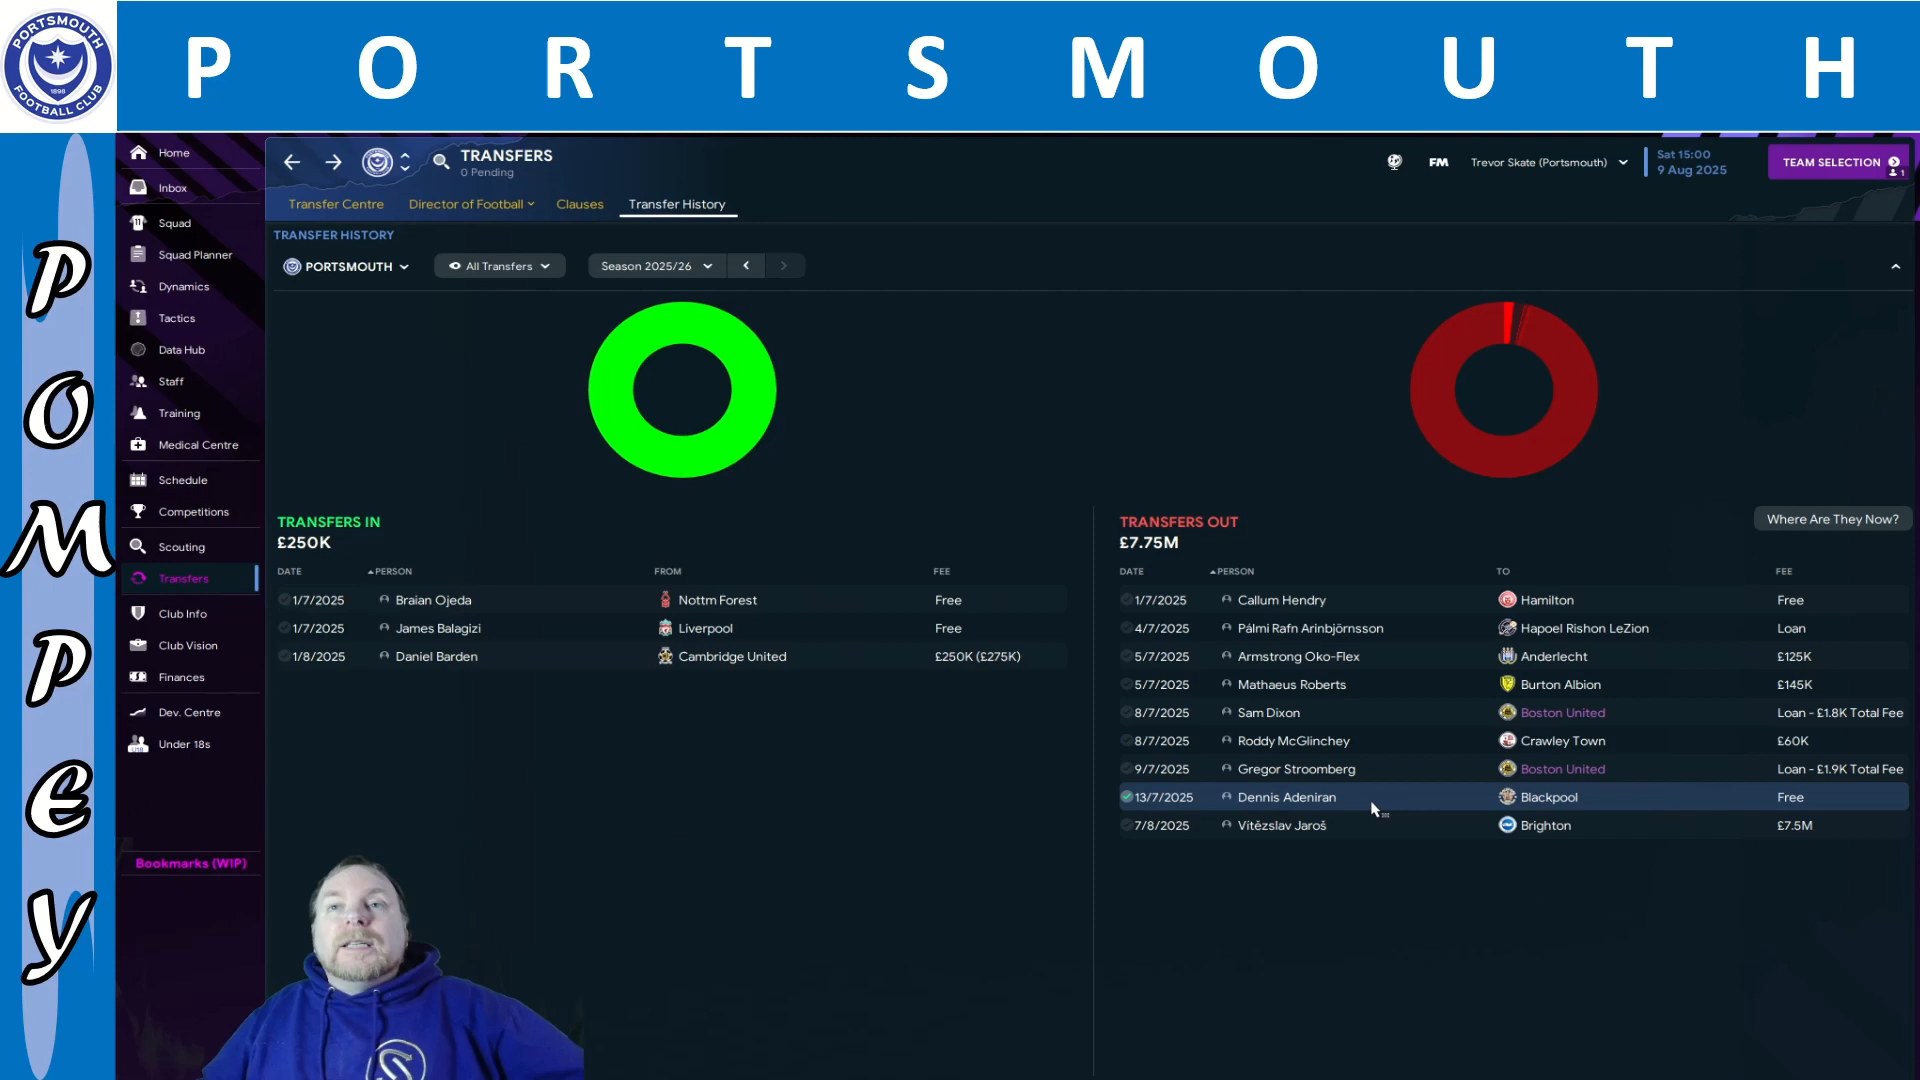 PORTSMOUTH
FOOTBALL CLUB
1898
P O R T S M O U T H
POMPEY
Home
Inbox
Squad
Squad Planner
Dynamics
Tactics
Data Hub
Staff
Training
Medical Centre
Schedule
Competitions
Scouting
Transfers
Club Info
Club Vision
Finances
Dev. Centre
Under 18s
Bookmarks (WIP)
TRANSFERS
0 Pending
FM
Trevor Skate (Portsmouth)
Sat 15:00
9 Aug 2025
TEAM SELECTION
1
Transfer Centre Director of Football Clauses Transfer History
TRANSFER HISTORY
PORTSMOUTH All Transfers Season 2025/26
TRANSFERS IN
£250K
DATE PERSON FROM FEE
1/7/2025 Braian Ojeda Nottm Forest Free
1/7/2025 James Balagizi Liverpool Free
1/8/2025 Daniel Barden Cambridge United £250K (£275K)
TRANSFERS OUT
£7.75M
Where Are They Now?
DATE PERSON TO FEE
1/7/2025 Callum Hendry Hamilton Free
4/7/2025 Pálmi Rafn Arinbjörnsson Hapoel Rishon LeZion Loan
5/7/2025 Armstrong Oko-Flex Anderlecht £125K
5/7/2025 Mathaeus Roberts Burton Albion £145K
8/7/2025 Sam Dixon Boston United Loan - £1.8K Total Fee
8/7/2025 Roddy McGlinchey Crawley Town £60K
9/7/2025 Gregor Stroomberg Boston United Loan - £1.9K Total Fee
13/7/2025 Dennis Adeniran Blackpool Free
7/8/2025 Vítězslav Jaroš Brighton £7.5M